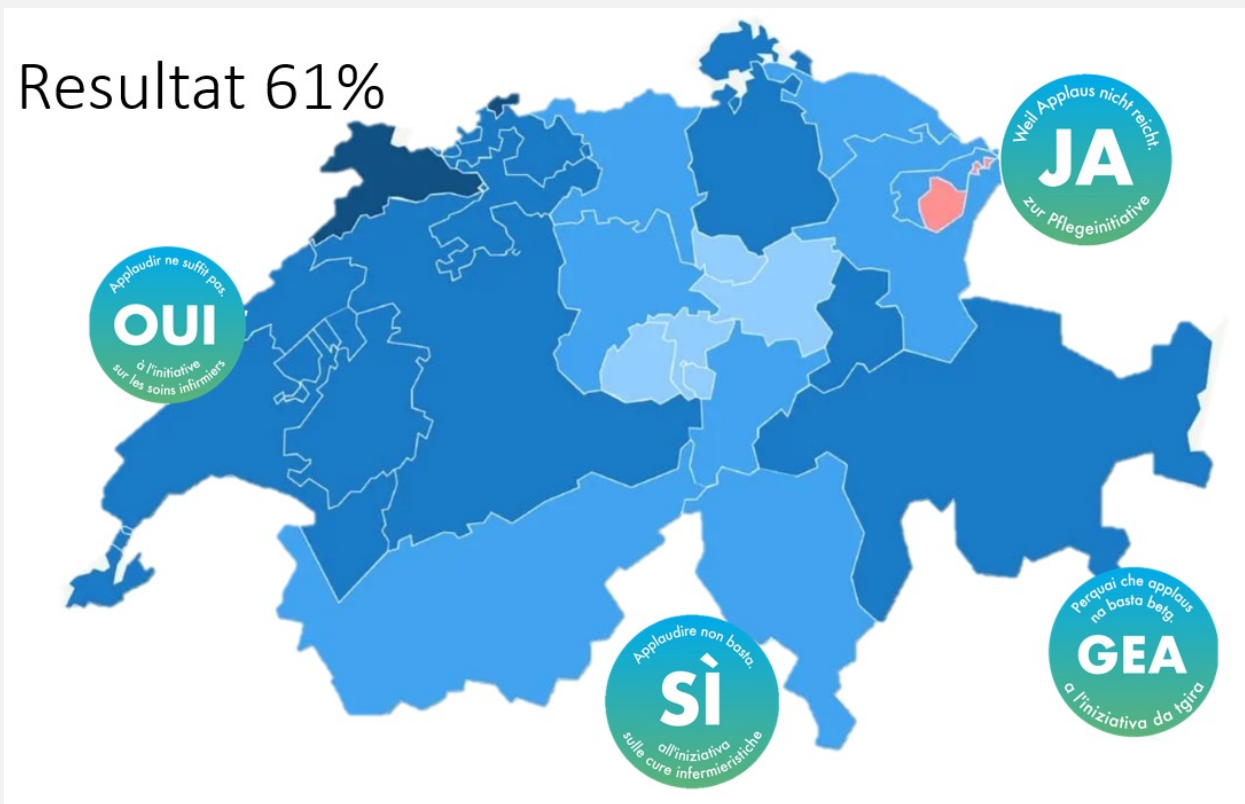 Resultat 61%
Weil Applaus nicht reicht.
JA
zur Pflegeinitiative
Applaudir ne suffit pas.
OUI
à l'initiative
sur les soins infirmiers
Perquai che applaus
na basta betg.
GEA
a l'iniziativa da tgira
Applaudire non basta.
SÌ
all'iniziativa
sulle cure infermieristiche